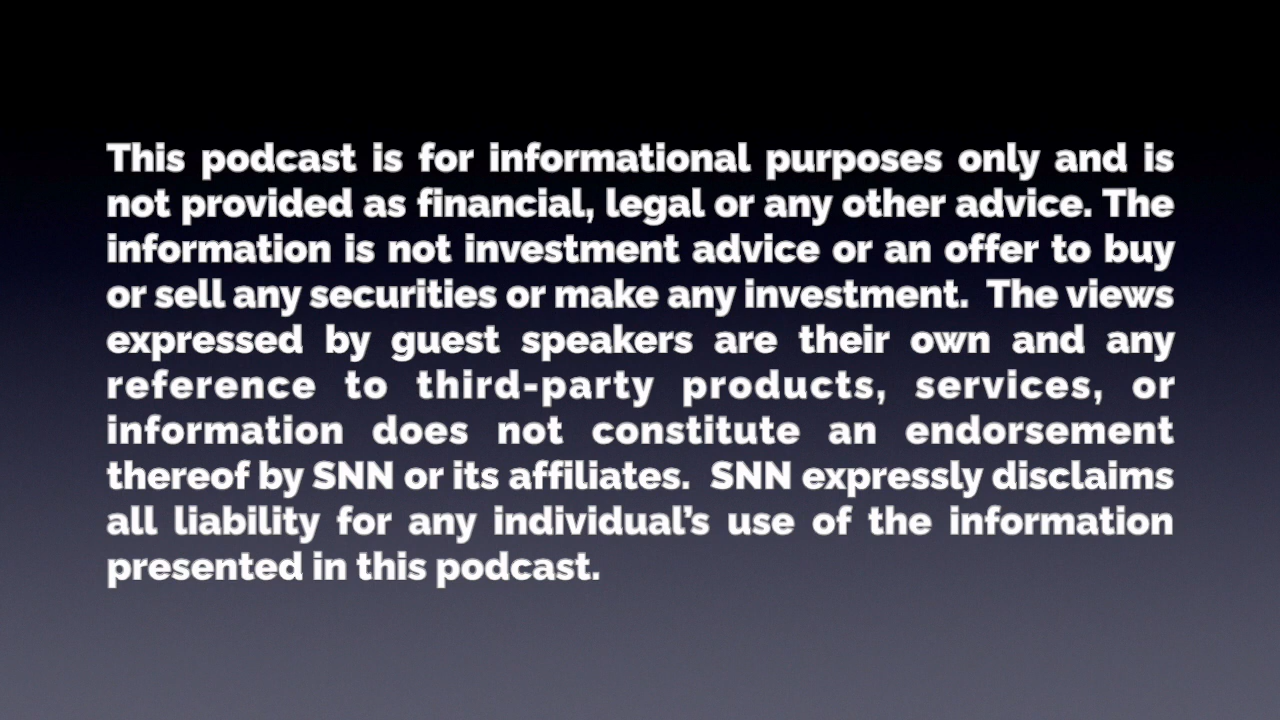 This podcast is for informational purposes only and is
not provided as financial, legal or any other advice. The
information is not investment advice or an offer to buy
or sell any securities or make any investment.  The views
expressed by guest speakers are their own and any
reference to third-party products, services, or
information does not constitute an endorsement
thereof by SNN or its affiliates.  SNN expressly disclaims
all liability for any individual’s use of the information
presented in this podcast.